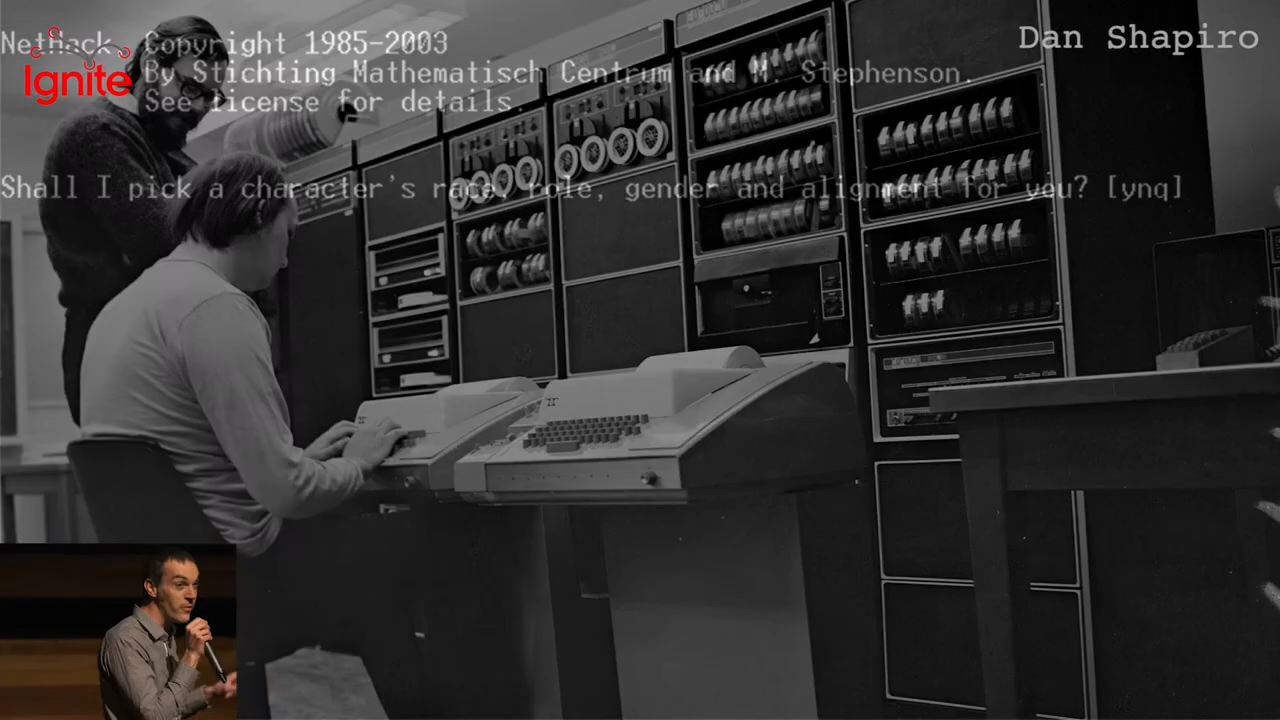 NetHack, Copyright 1985-2003
By Stichting Mathematisch Centrum and M. Stephenson.
See license for details.
Dan Shapiro
Ignite
Shall I pick a character's race, role, gender and alignment for you? [ynq]